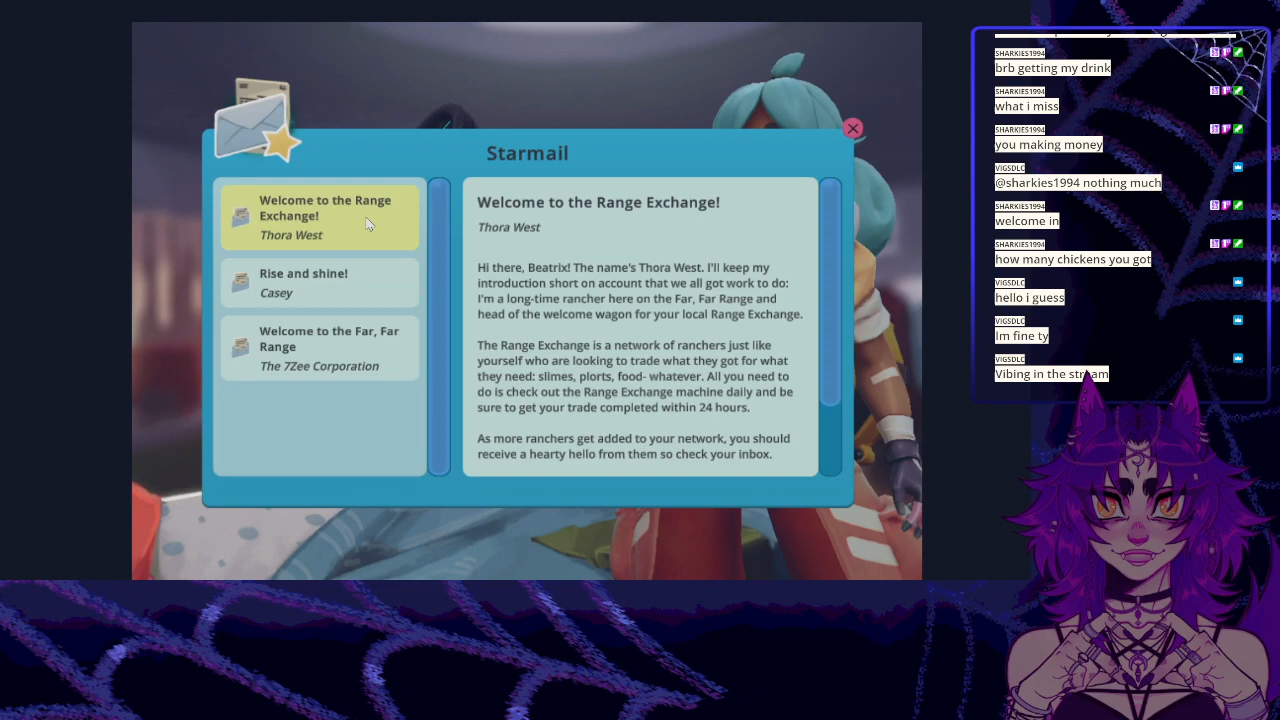 Starmail
Welcome to the Range
Exchange!
Thora West
Rise and shine!
Casey
Welcome to the Far, Far
Range
The 7Zee Corporation
Welcome to the Range Exchange!
Thora West
Hi there, Beatrix! The name's Thora West. I'll keep my
introduction short on account that we all got work to do:
I'm a long-time rancher here on the Far, Far Range and
head of the welcome wagon for your local Range Exchange.
The Range Exchange is a network of ranchers just like
yourself who are looking to trade what they got for what
they need: slimes, plorts, food- whatever. All you need to
do is check out the Range Exchange machine daily and be
sure to get your trade completed within 24 hours.
As more ranchers get added to your network, you should
receive a hearty hello from them so check your inbox.
SHARKIES1994
brb getting my drink
SHARKIES1994
what i miss
SHARKIES1994
you making money
VIGSDLC
@sharkies1994 nothing much
SHARKIES1994
welcome in
SHARKIES1994
how many chickens you got
VIGSDLC
hello i guess
VIGSDLC
Im fine ty
VIGSDLC
Vibing in the stream